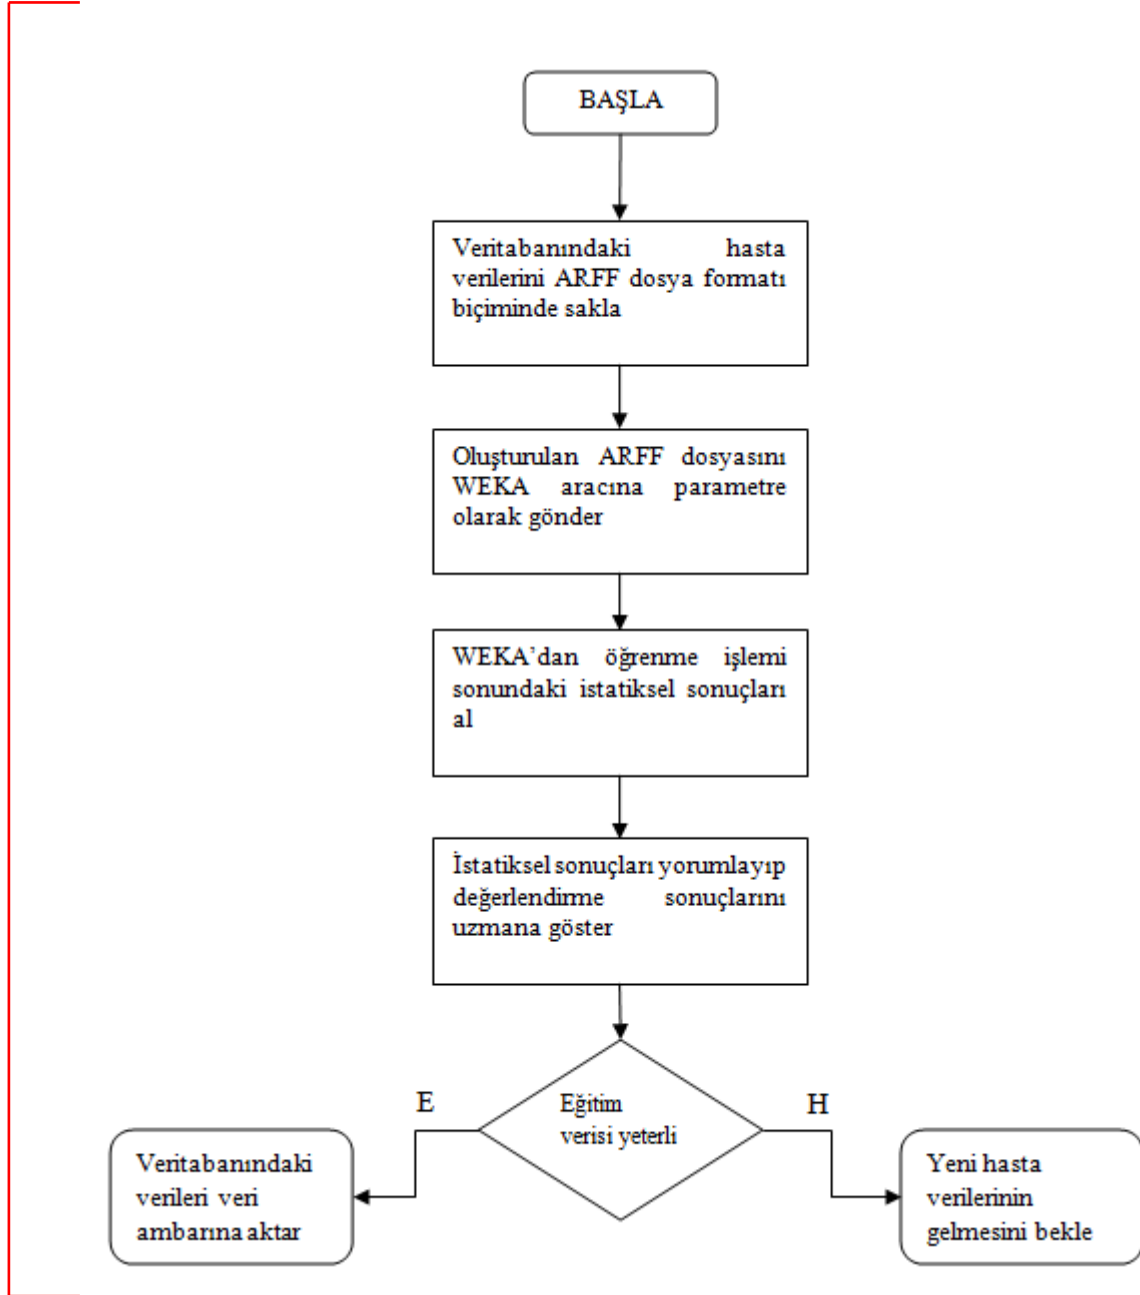 BAŞLA
Veritabanındaki hasta
verilerini ARFF dosya formatı
biçiminde sakla
Oluşturulan ARFF dosyasını
WEKA aracına parametre
olarak gönder
WEKA’dan öğrenme işlemi
sonundaki istatiksel sonuçları
al
İstatiksel sonuçları yorumlayıp
değerlendirme sonuçlarını
uzmana göster
Eğitim
verisi yeterli
E
H
Veritabanındaki
verileri veri
ambarına aktar
Yeni hasta
verilerinin
gelmesini bekle